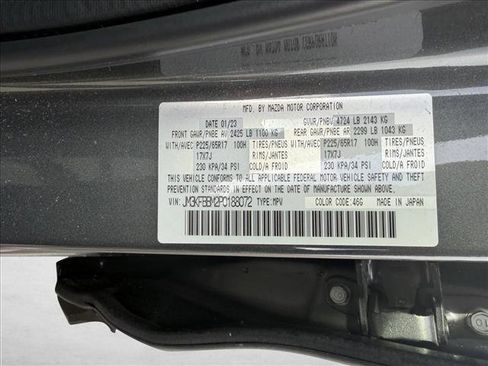 MFD. BY MAZDA MOTOR CORPORATION
DATE 01/23 GVWR/PNBV 4724 LB 2143 KG
FRONT GAWR/PNBE AV 2425 LB 1100 KG REAR GAWR/PNBE AR 2299 LB 1043 KG
WITH/AVEC P225/65R17 100H TIRES/PNEUS WITH/AVEC P225/65R17 100H TIRES/PNEUS
17X7J RIMS/JANTES 17X7J RIMS/JANTES
230 KPA/34 PSI COLD/A FROID 230 KPA/34 PSI COLD/A FROID
THIS VEHICLE CONFORMS TO ALL APPLICABLE FEDERAL MOTOR VEHICLE SAFETY AND THEFT
PREVENTION STANDARDS IN EFFECT ON THE DATE OF MANUFACTURE SHOWN ABOVE.
VIN: JM3KFBBM2P0188072 TYPE: MPV COLOR CODE: 46G MADE IN JAPAN